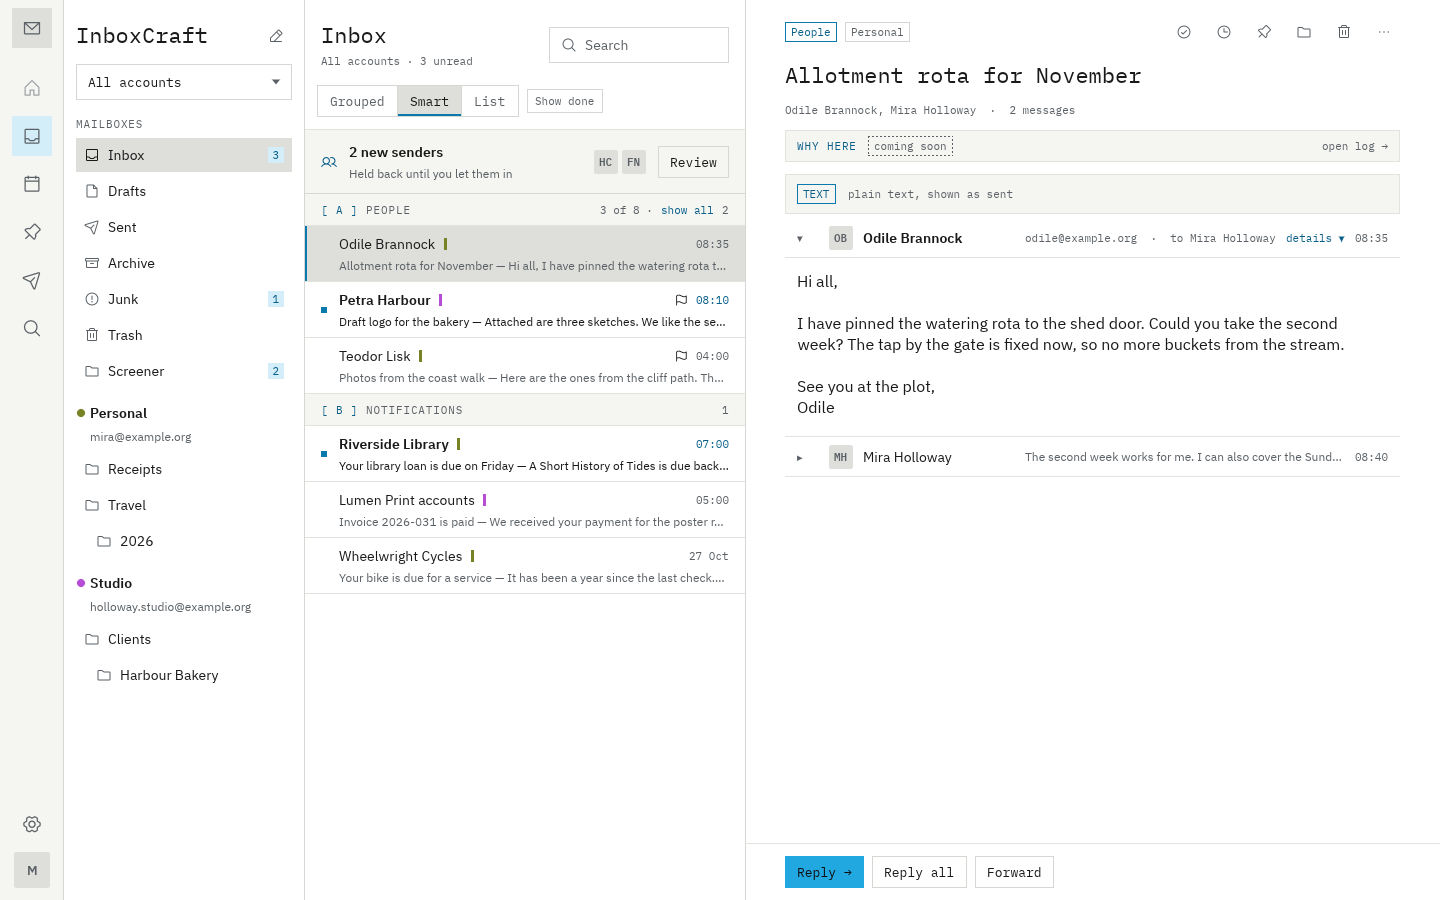 InboxCraft
All accounts
MAILBOXES
Inbox 3
Drafts
Sent
Archive
Junk 1
Trash
Screener 2
Personal
mira@example.org
Receipts
Travel
2026
Studio
holloway.studio@example.org
Clients
Harbour Bakery
M
Inbox
All accounts · 3 unread
Search
Grouped Smart List Show done
2 new senders
Held back until you let them in
HC FN Review
[ A ] PEOPLE 3 of 8 · show all 2
Odile Brannock 08:35
Allotment rota for November — Hi all, I have pinned the watering rota t…
Petra Harbour 08:10
Draft logo for the bakery — Attached are three sketches. We like the se…
Teodor Lisk 04:00
Photos from the coast walk — Here are the ones from the cliff path. Th…
[ B ] NOTIFICATIONS 1
Riverside Library 07:00
Your library loan is due on Friday — A Short History of Tides is due back…
Lumen Print accounts 05:00
Invoice 2026-031 is paid — We received your payment for the poster r…
Wheelwright Cycles 27 Oct
Your bike is due for a service — It has been a year since the last check.…
People Personal
Allotment rota for November
Odile Brannock, Mira Holloway · 2 messages
WHY HERE coming soon open log →
TEXT plain text, shown as sent
▾ OB Odile Brannock odile@example.org · to Mira Holloway details ▾ 08:35
Hi all,
I have pinned the watering rota to the shed door. Could you take the second
week? The tap by the gate is fixed now, so no more buckets from the stream.
See you at the plot,
Odile
▸ MH Mira Holloway The second week works for me. I can also cover the Sund… 08:40
Reply → Reply all Forward